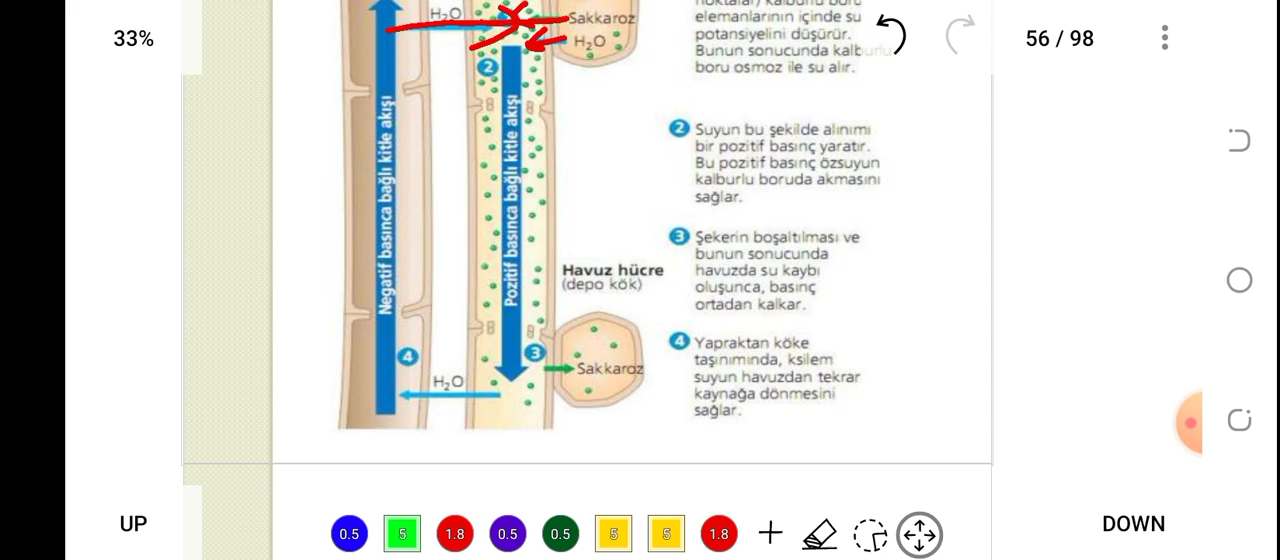 33%
56 / 98
H₂O
Sakkaroz
H₂O
elemanlarının içinde su
potansiyelini düşürür.
Bunun sonucunda kalburlu
boru osmoz ile su alır.
2
Negatif basınca bağlı kitle akışı
Pozitif basınca bağlı kitle akışı
2 Suyun bu şekilde alınımı
bir pozitif basınç yaratır.
Bu pozitif basınç özsuyun
kalburlu boruda akmasını
sağlar.
3 Şekerin boşaltılması ve
bunun sonucunda
havuzda su kaybı
oluşunca, basınç
ortadan kalkar.
Havuz hücre
(depo kök)
4 Yapraktan köke
taşınımında, ksilem
suyun havuzdan tekrar
kaynağa dönmesini
sağlar.
4
3
H₂O
Sakkaroz
UP
DOWN
0.5 5 1.8 0.5 0.5 5 5 1.8